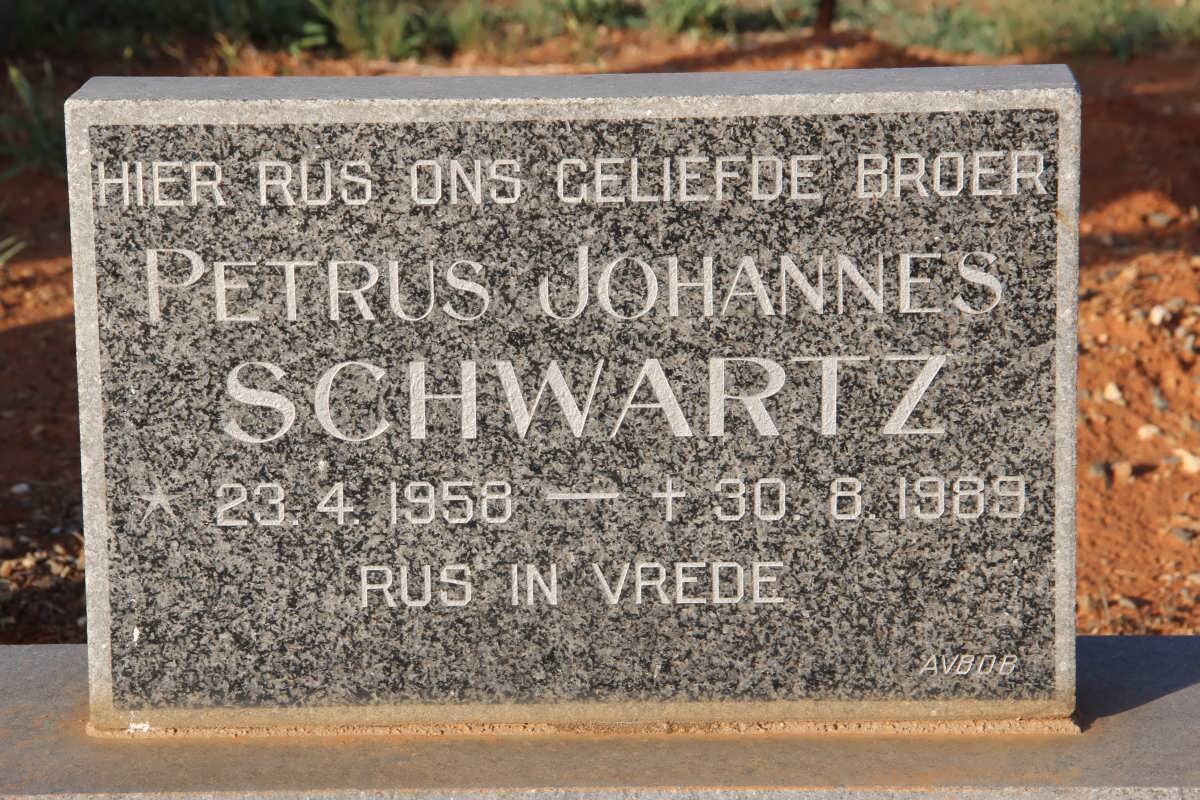 HIER RUS ONS GELIEFDE BROER
PETRUS JOHANNES
SCHWARTZ
* 23. 4. 1958 — † 30. 8. 1989
RUS IN VREDE
AVBOB